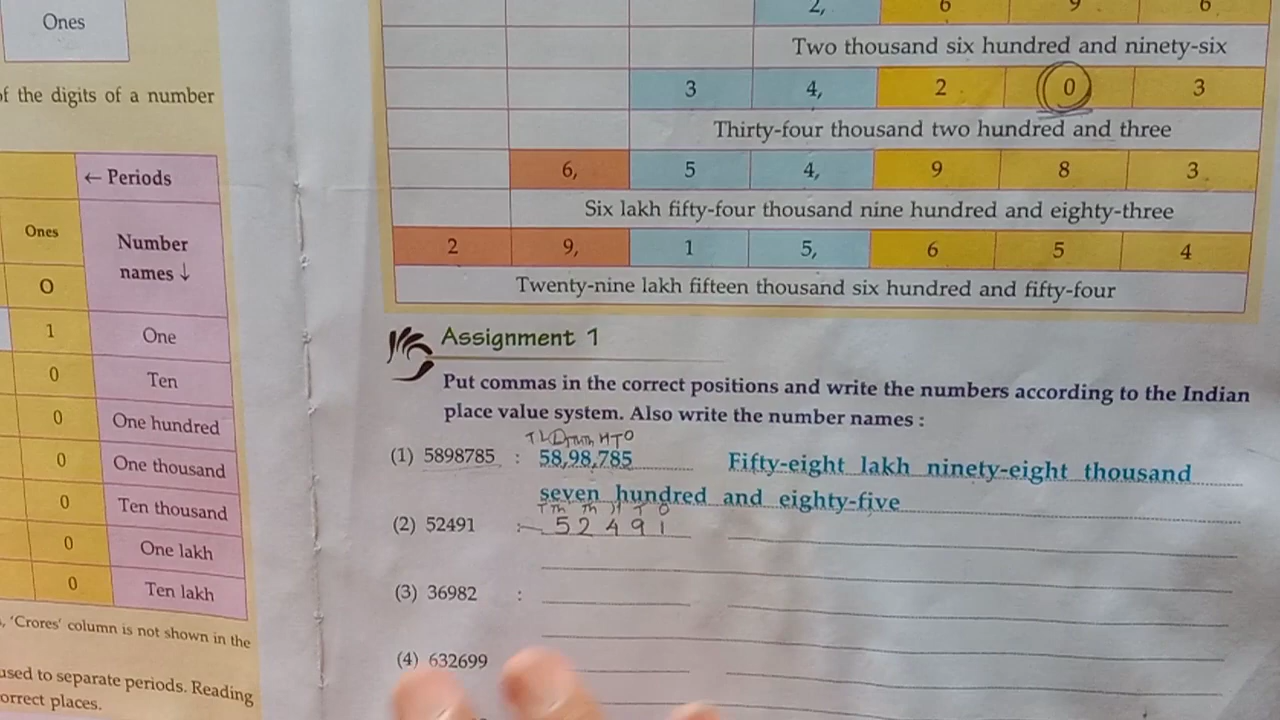 Ones
of the digits of a number
← Periods
Ones
Number
names ↓
O
1 One
0 Ten
0 One hundred
0 One thousand
0 Ten thousand
0 One lakh
0 Ten lakh
'Crores' column is not shown in the
used to separate periods. Reading
correct places.
2, 6 9 6
Two thousand six hundred and ninety-six
3 4, 2 0 3
Thirty-four thousand two hundred and three
6, 5 4, 9 8 3
Six lakh fifty-four thousand nine hundred and eighty-three
2 9, 1 5, 6 5 4
Twenty-nine lakh fifteen thousand six hundred and fifty-four
Assignment 1
Put commas in the correct positions and write the numbers according to the Indian
place value system. Also write the number names :
(1) 5898785 : 58,98,785 Fifty-eight lakh ninety-eight thousand
seven hundred and eighty-five
TTh Th H T O
(2) 52491 : 52491
(3) 36982 :
(4) 632699